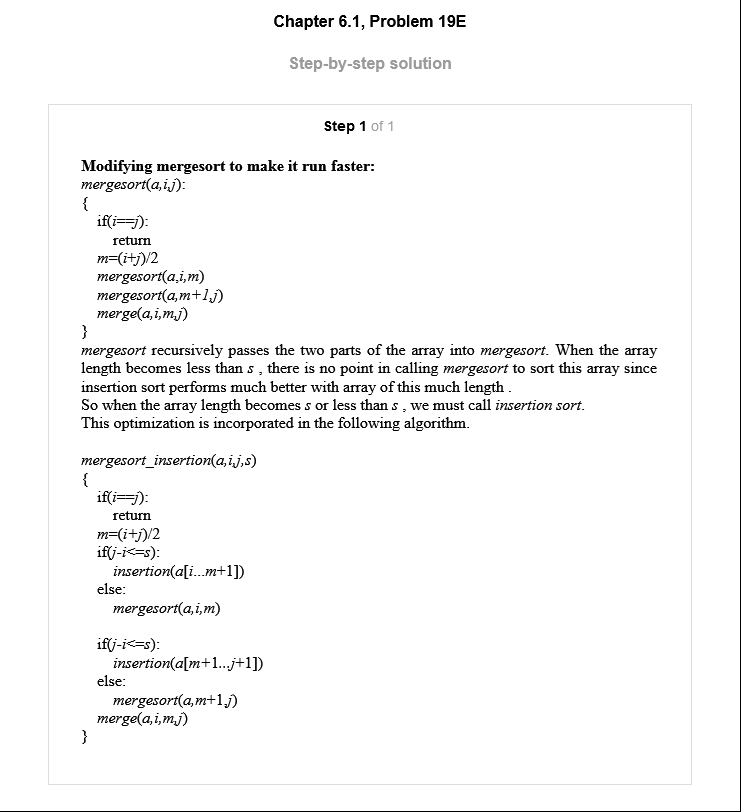 Chapter 6.1, Problem 19E
Step-by-step solution
Step 1 of 1
Modifying mergesort to make it run faster:
mergesort(a,i,j):
{
if(i==j):
return
m=(i+j)/2
mergesort(a,i,m)
mergesort(a,m+1,j)
merge(a,i,m,j)
}
mergesort recursively passes the two parts of the array into mergesort. When the array
length becomes less than s , there is no point in calling mergesort to sort this array since
insertion sort performs much better with array of this much length .
So when the array length becomes s or less than s , we must call insertion sort.
This optimization is incorporated in the following algorithm.
mergesort_insertion(a,i,j,s)
{
if(i==j):
return
m=(i+j)/2
if(j-i<=s):
insertion(a[i...m+1])
else:
mergesort(a,i,m)
if(j-i<=s):
insertion(a[m+1...j+1])
else:
mergesort(a,m+1,j)
merge(a,i,m,j)
}